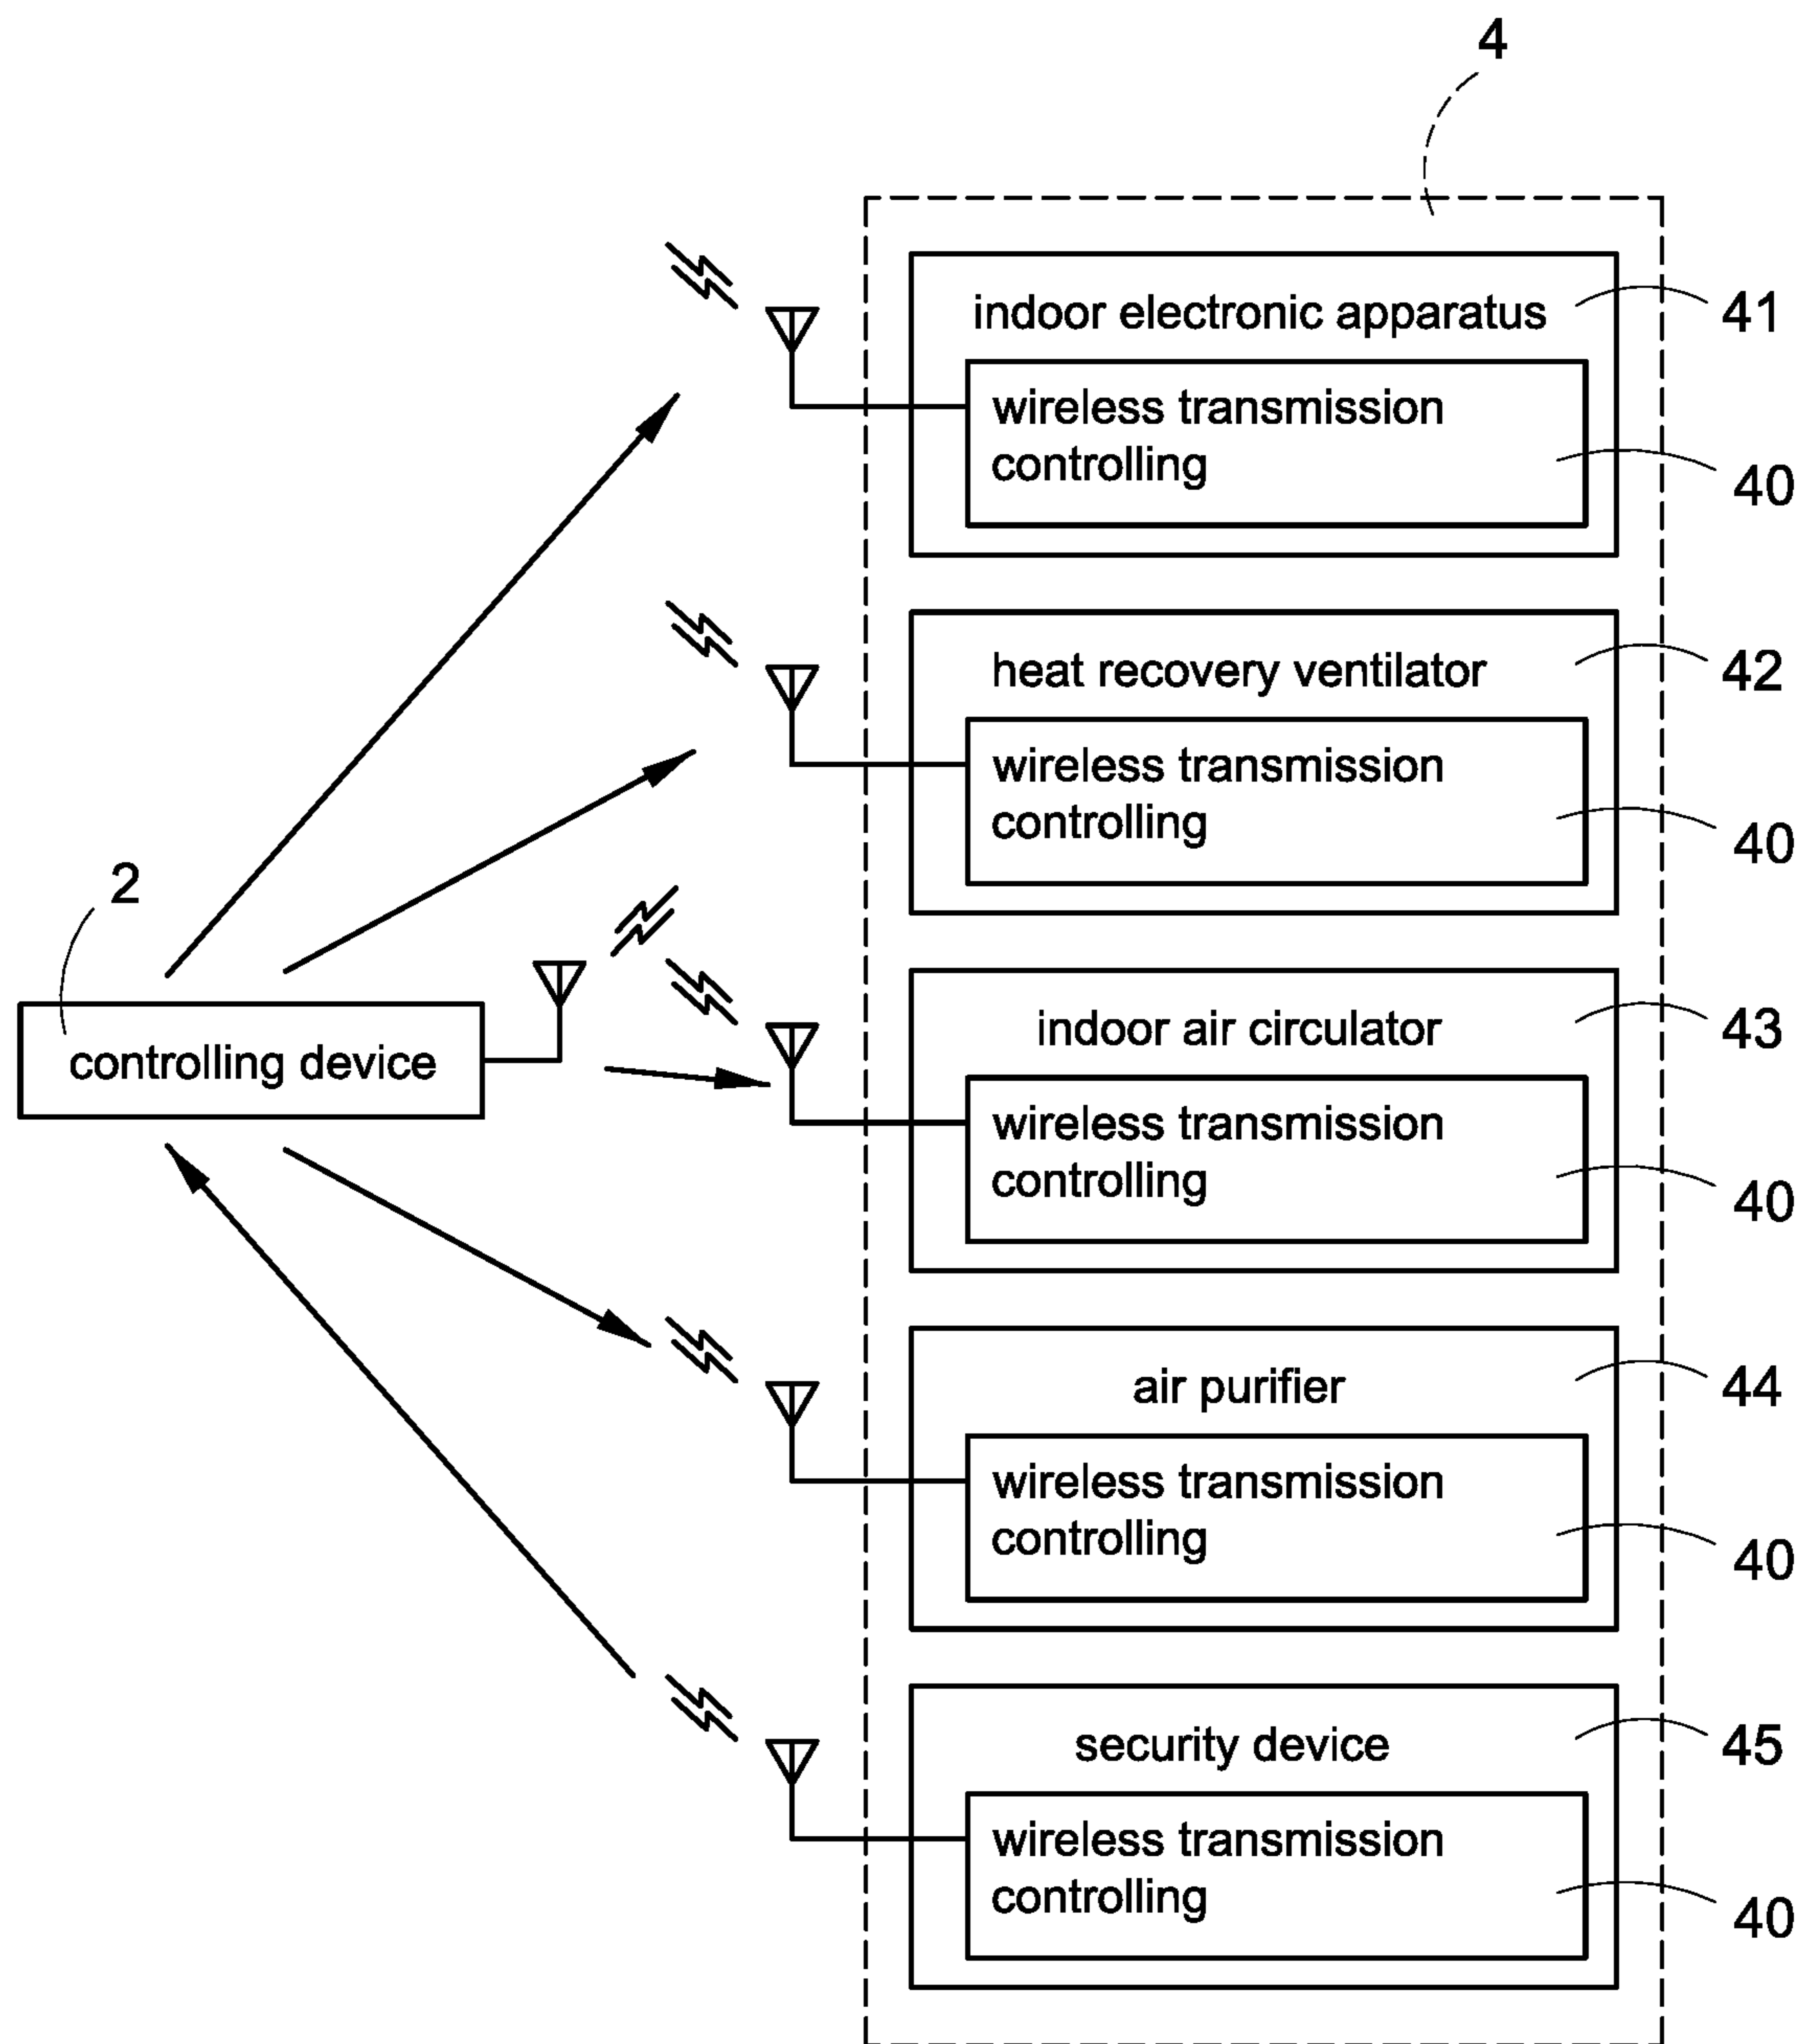 4
indoor electronic apparatus
41
wireless transmission
controlling
40
heat recovery ventilator
42
wireless transmission
controlling
40
2
controlling device
indoor air circulator
43
wireless transmission
controlling
40
air purifier
44
wireless transmission
controlling
40
security device
45
wireless transmission
controlling
40